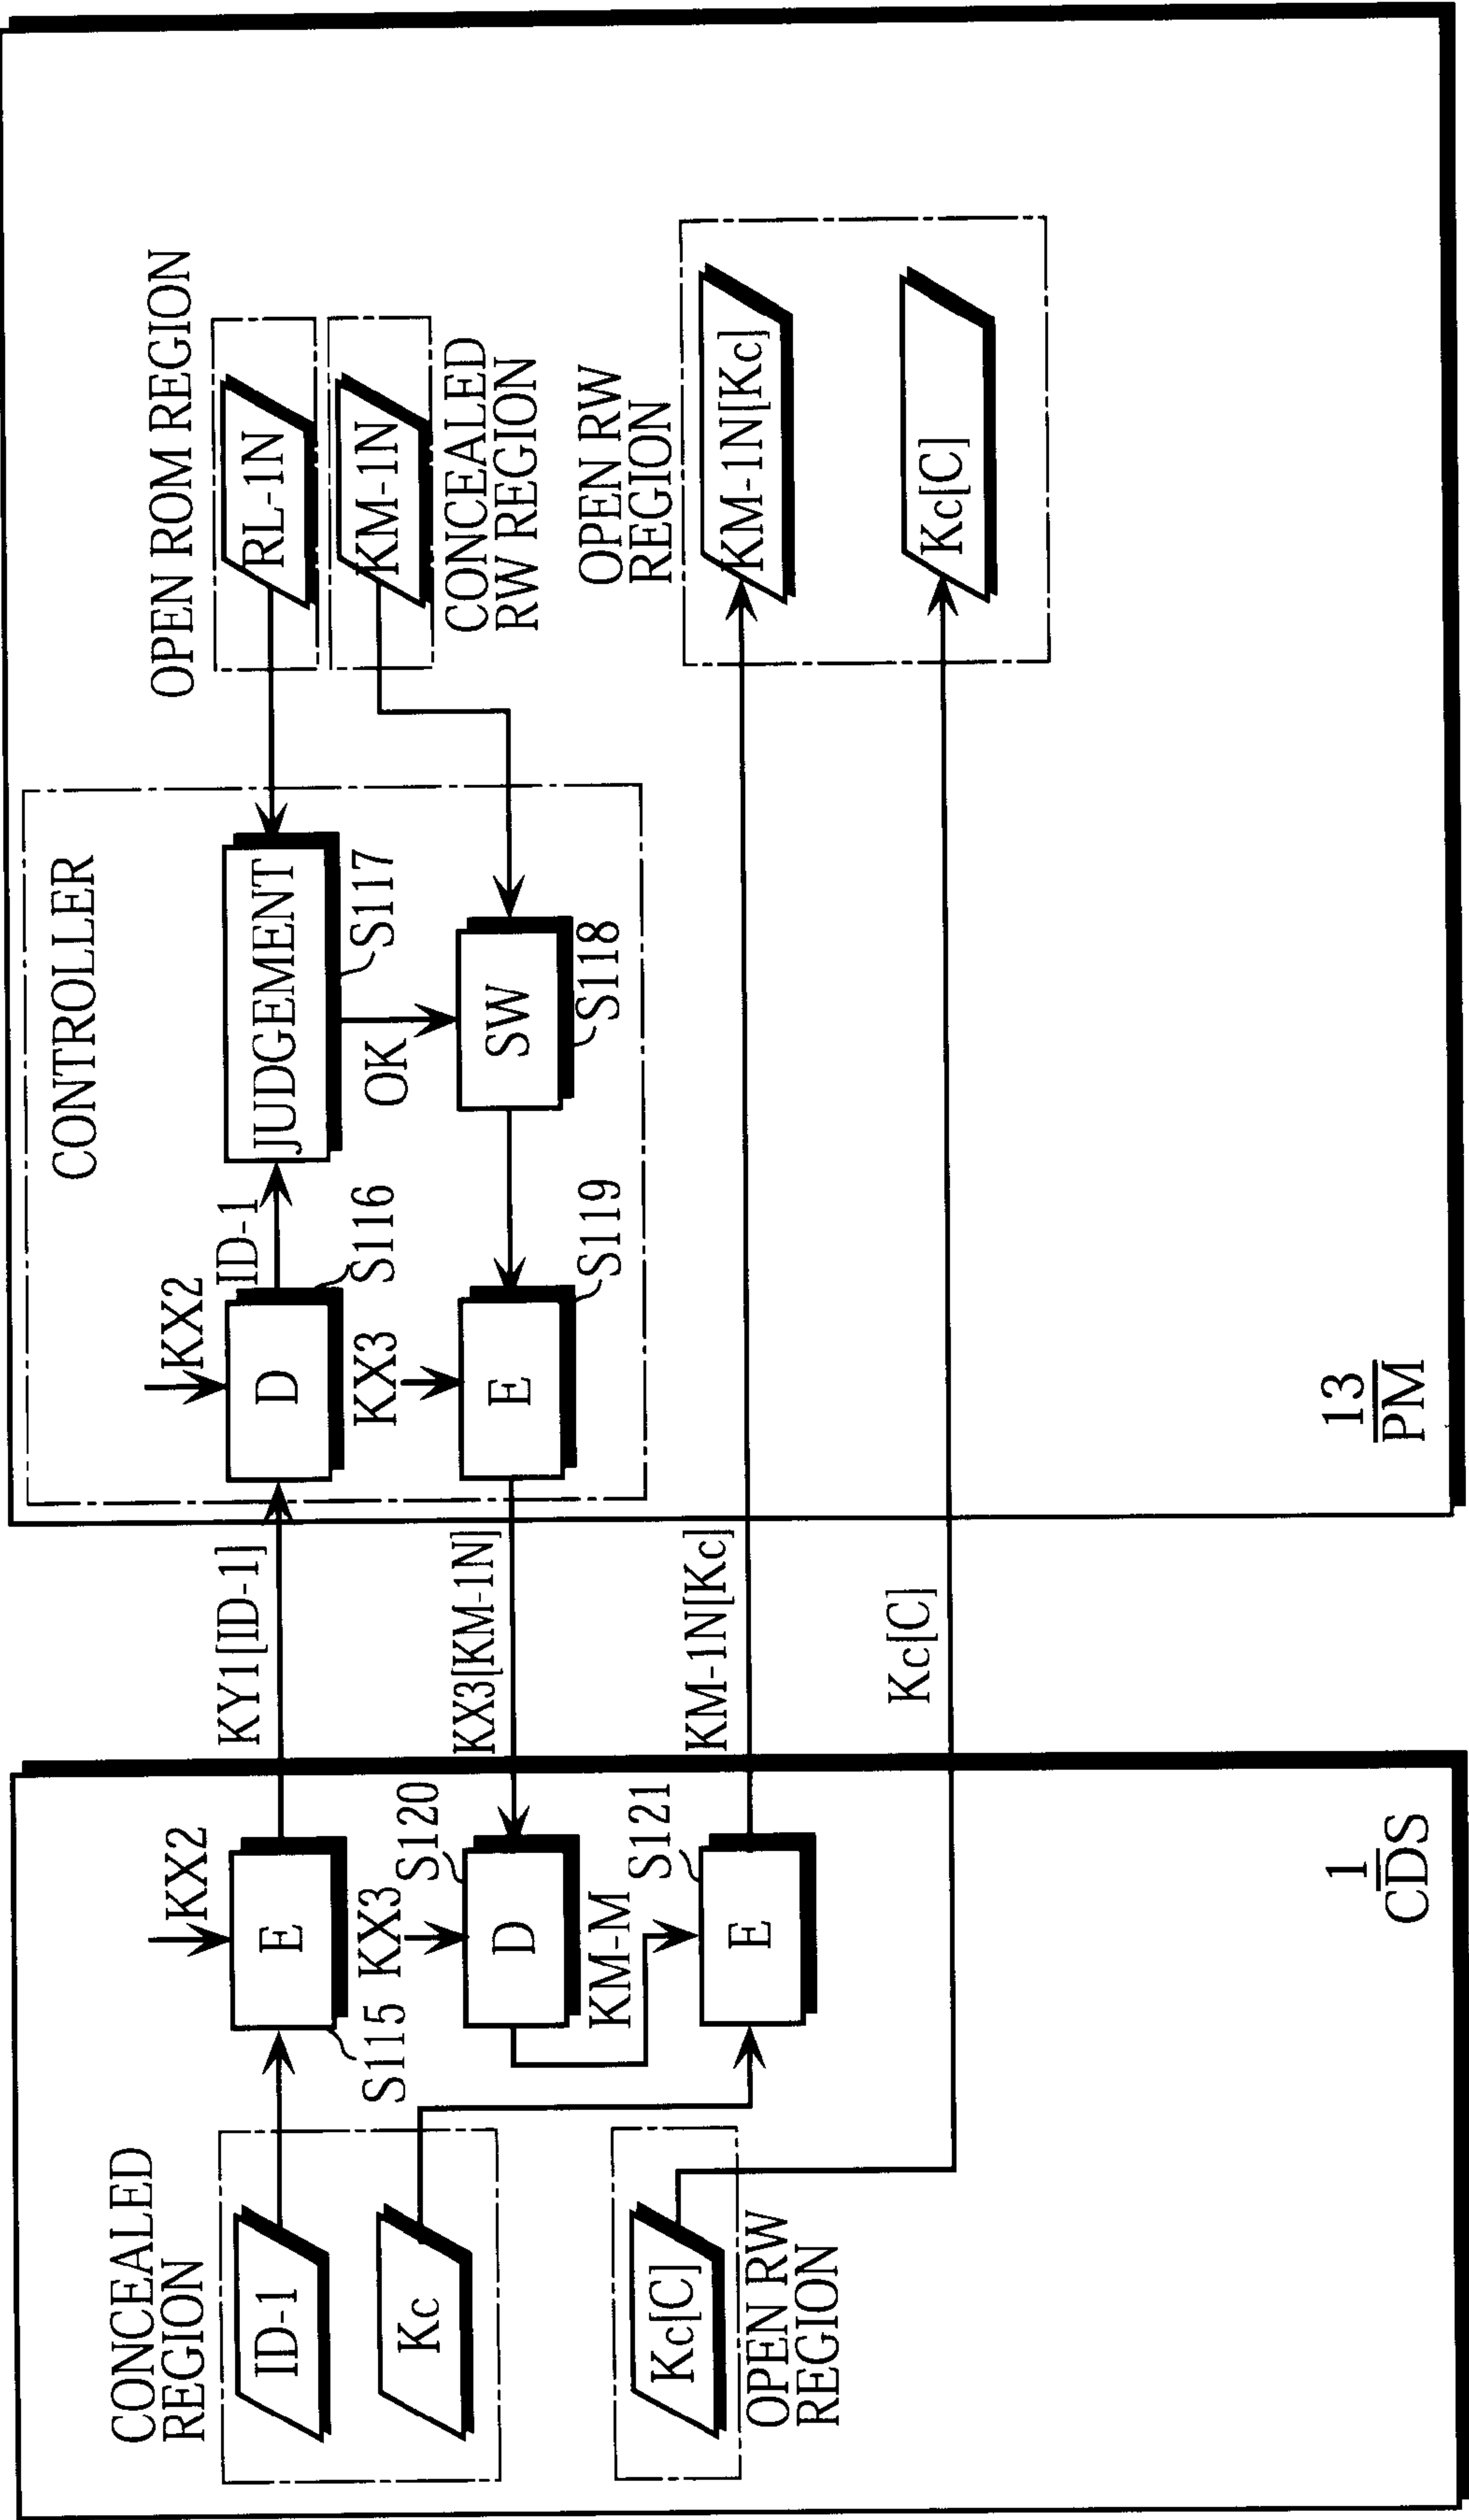 CONCEALED
REGION
ID-1
Kc
Kc[C]
OPEN RW
REGION
KX2
E
S115
KX3
D
S120
KM-M
E
S121
1
CDS
KY1[ID-1]
KX3[KM-1N]
KM-1N[Kc]
Kc[C]
CONTROLLER
KX2
D
ID-1
S116
JUDGEMENT
S117
OK
KX3
E
S119
SW
S118
OPEN ROM REGION
RL-1N
KM-1N
CONCEALED
RW REGION
OPEN RW
REGION
KM-1N[Kc]
Kc[C]
13
PM